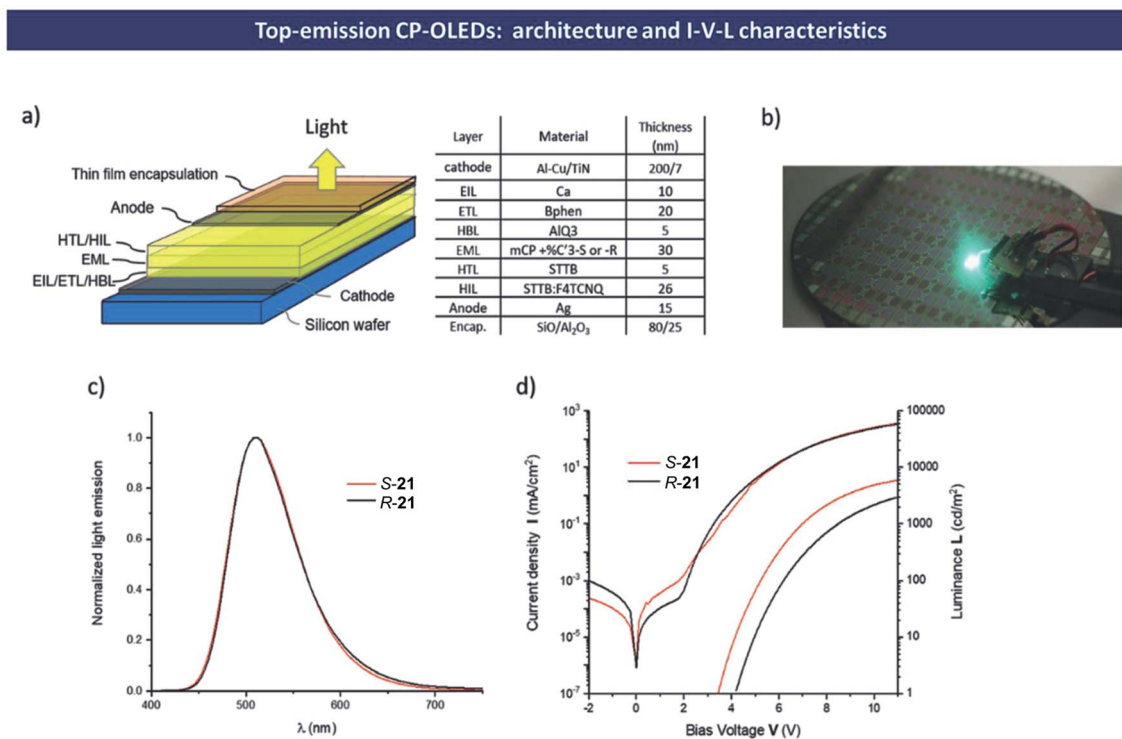 Top-emission CP-OLEDs: architecture and I-V-L characteristics
a)
Light
Thin film encapsulation
Anode
HTL/HIL
EML
EIL/ETL/HBL
Cathode
Silicon wafer
Layer Material Thickness (nm)
cathode Al-Cu/TiN 200/7
EIL Ca 10
ETL Bphen 20
HBL AlQ3 5
EML mCP +%C'3-S or -R 30
HTL STTB 5
HIL STTB:F4TCNQ 26
Anode Ag 15
Encap. SiO/Al₂O₃ 80/25
b)
c)
Normalized light emission
1.0
0.8
0.6
0.4
0.2
0.0
400 500 600 700
λ (nm)
S-21
R-21
d)
Current density I (mA/cm²)
10³
10¹
10⁻¹
10⁻³
10⁻⁵
10⁻⁷
S-21
R-21
-2 0 2 4 6 8 10
Bias Voltage V (V)
100000
10000
1000
100
10
1
Luminance L (cd/m²)